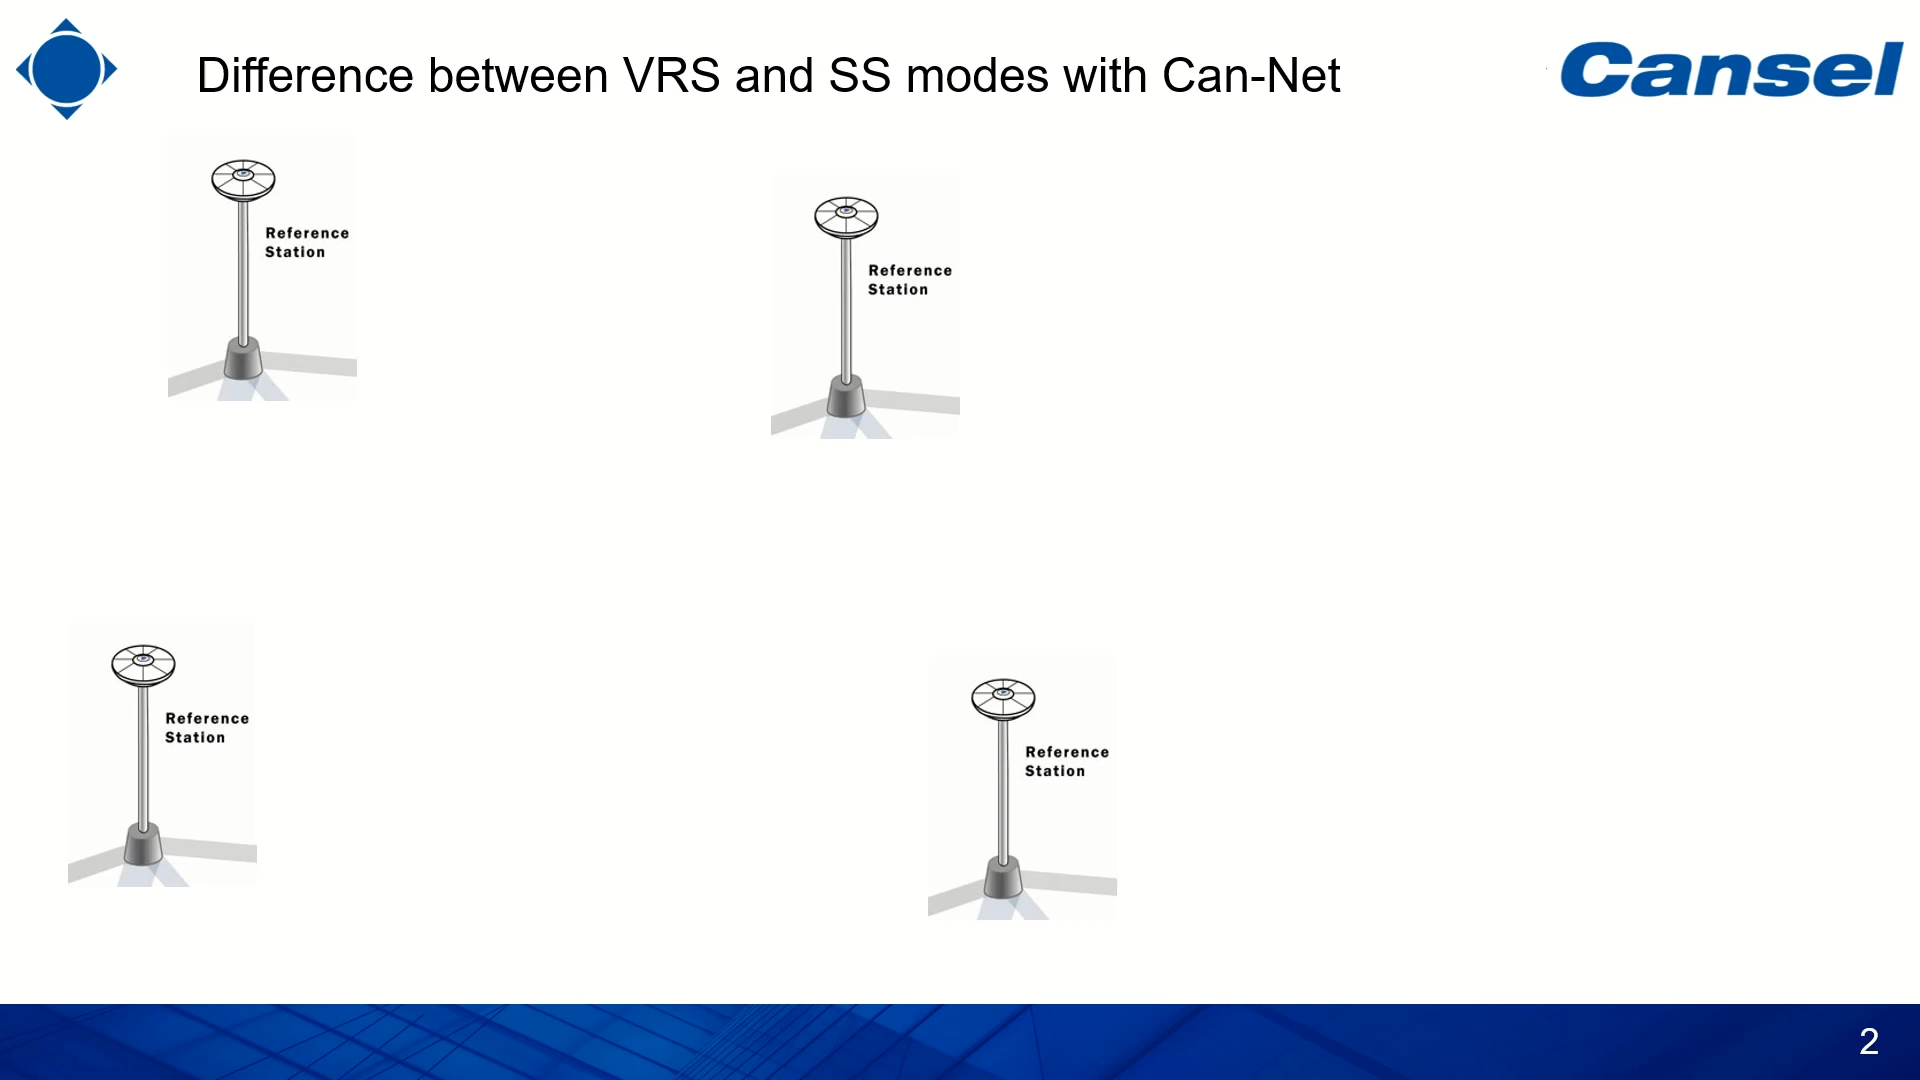 Difference between VRS and SS modes with Can-Net
Cansel
Reference
Station
Reference
Station
Reference
Station
Reference
Station
2